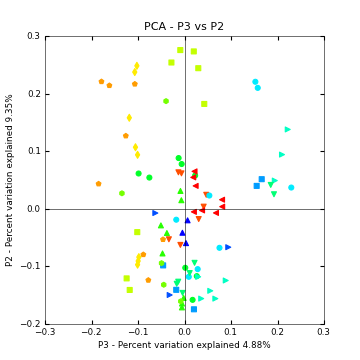 PCA - P3 vs P2
P2 - Percent variation explained 9.35%
0.3
0.2
0.1
0.0
−0.1
−0.2
−0.3 −0.2 −0.1 0.0 0.1 0.2 0.3
P3 - Percent variation explained 4.88%